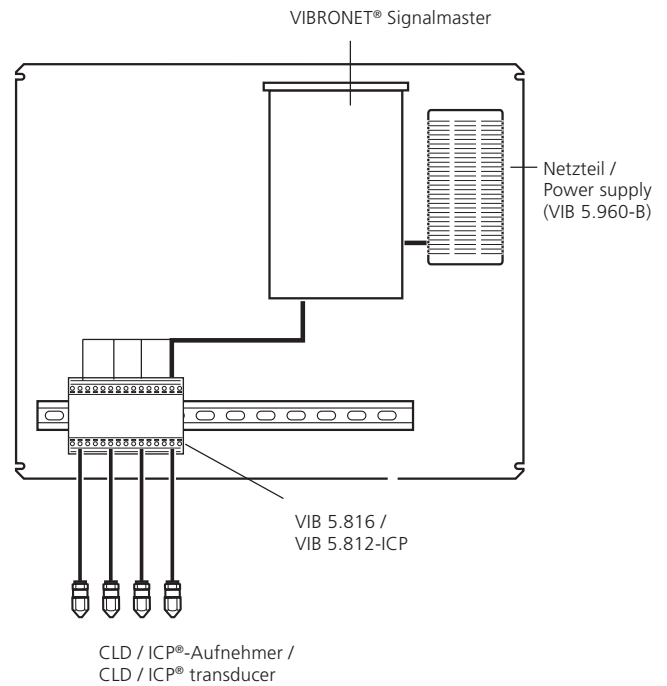 VIBRONET® Signalmaster
Netzteil /
Power supply
(VIB 5.960-B)
VIB 5.816 /
VIB 5.812-ICP
CLD / ICP®-Aufnehmer /
CLD / ICP® transducer